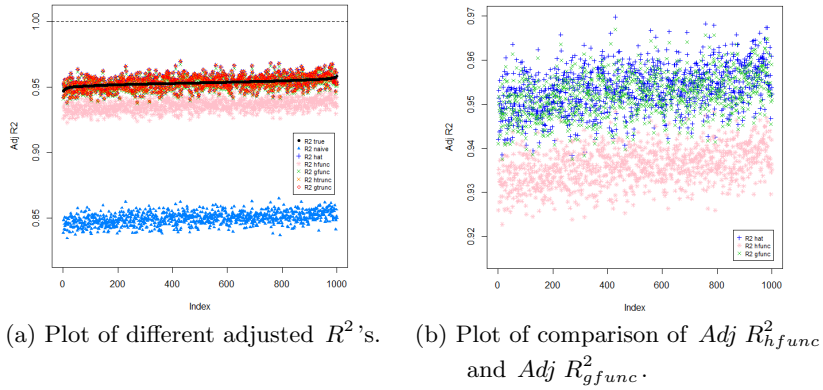 1.00
0.95
0.90
0.85
Adj R2
0 200 400 600 800 1000
Index
R2 true
R2 naive
R2 hat
R2 hfunc
R2 gfunc
R2 htrunc
R2 gtrunc
0.97
0.96
0.95
0.94
0.93
0.92
Adj R2
0 200 400 600 800 1000
Index
R2 hat
R2 hfunc
R2 gfunc
(a) Plot of different adjusted R²'s.
(b) Plot of comparison of Adj R²hfunc
and Adj R²gfunc.